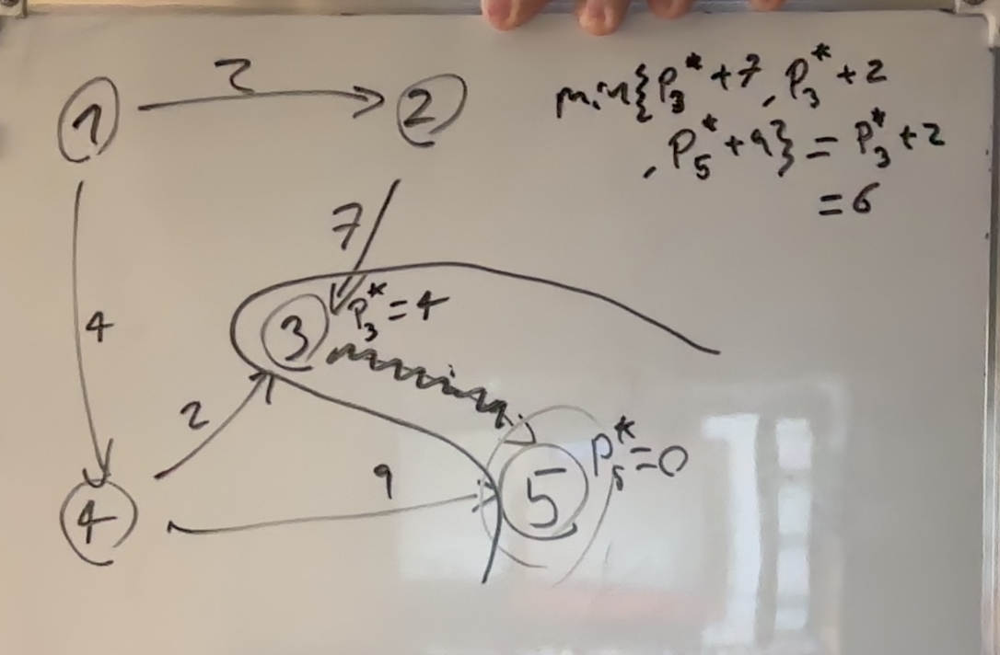 1 2 2
min{P₃* + 7, P₃* + 2
, P₅* + 9} = P₃* + 2
= 6
7
4
3 P₃* = 4
2
9
4
5 P₅* = 0